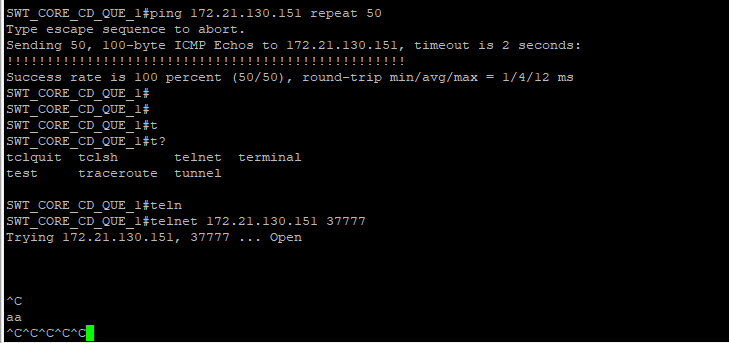 SWT_CORE_CD_QUE_1#ping 172.21.130.151 repeat 50
Type escape sequence to abort.
Sending 50, 100-byte ICMP Echos to 172.21.130.151, timeout is 2 seconds:
!!!!!!!!!!!!!!!!!!!!!!!!!!!!!!!!!!!!!!!!!!!!!!!!!!
Success rate is 100 percent (50/50), round-trip min/avg/max = 1/4/12 ms
SWT_CORE_CD_QUE_1#
SWT_CORE_CD_QUE_1#
SWT_CORE_CD_QUE_1#t
SWT_CORE_CD_QUE_1#t?
tclquit  tclsh       telnet  terminal
test     traceroute  tunnel
SWT_CORE_CD_QUE_1#teln
SWT_CORE_CD_QUE_1#telnet 172.21.130.151 37777
Trying 172.21.130.151, 37777 ... Open
^C
aa
^C^C^C^C^C